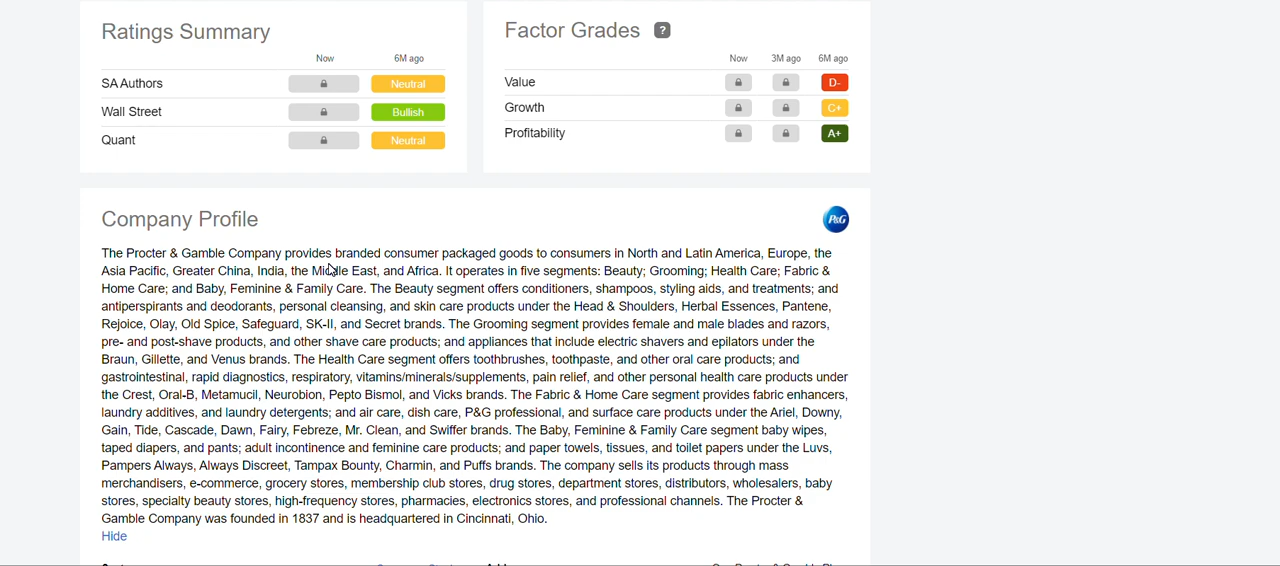 Ratings Summary
Now 6M ago
SA Authors Neutral
Wall Street Bullish
Quant Neutral
Factor Grades ?
Now 3M ago 6M ago
Value D-
Growth C+
Profitability A+
Company Profile
P&G
The Procter & Gamble Company provides branded consumer packaged goods to consumers in North and Latin America, Europe, the
Asia Pacific, Greater China, India, the Middle East, and Africa. It operates in five segments: Beauty; Grooming; Health Care; Fabric &
Home Care; and Baby, Feminine & Family Care. The Beauty segment offers conditioners, shampoos, styling aids, and treatments; and
antiperspirants and deodorants, personal cleansing, and skin care products under the Head & Shoulders, Herbal Essences, Pantene,
Rejoice, Olay, Old Spice, Safeguard, SK-II, and Secret brands. The Grooming segment provides female and male blades and razors,
pre- and post-shave products, and other shave care products; and appliances that include electric shavers and epilators under the
Braun, Gillette, and Venus brands. The Health Care segment offers toothbrushes, toothpaste, and other oral care products; and
gastrointestinal, rapid diagnostics, respiratory, vitamins/minerals/supplements, pain relief, and other personal health care products under
the Crest, Oral-B, Metamucil, Neurobion, Pepto Bismol, and Vicks brands. The Fabric & Home Care segment provides fabric enhancers,
laundry additives, and laundry detergents; and air care, dish care, P&G professional, and surface care products under the Ariel, Downy,
Gain, Tide, Cascade, Dawn, Fairy, Febreze, Mr. Clean, and Swiffer brands. The Baby, Feminine & Family Care segment baby wipes,
taped diapers, and pants; adult incontinence and feminine care products; and paper towels, tissues, and toilet papers under the Luvs,
Pampers Always, Always Discreet, Tampax Bounty, Charmin, and Puffs brands. The company sells its products through mass
merchandisers, e-commerce, grocery stores, membership club stores, drug stores, department stores, distributors, wholesalers, baby
stores, specialty beauty stores, high-frequency stores, pharmacies, electronics stores, and professional channels. The Procter &
Gamble Company was founded in 1837 and is headquartered in Cincinnati, Ohio.
Hide